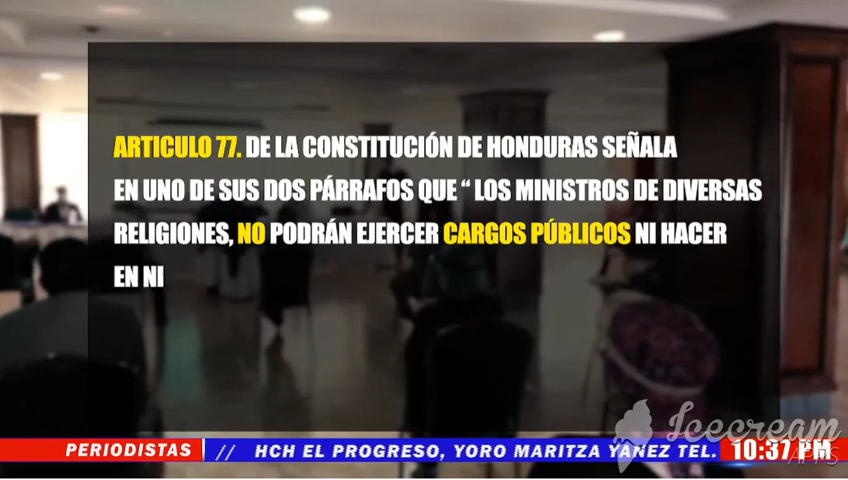 ARTICULO 77. DE LA CONSTITUCIÓN DE HONDURAS SEÑALA
EN UNO DE SUS DOS PÁRRAFOS QUE “ LOS MINISTROS DE DIVERSAS
RELIGIONES, NO PODRÁN EJERCER CARGOS PÚBLICOS NI HACER
EN NI
PERIODISTAS // HCH EL PROGRESO, YORO MARITZA YANEZ TEL. 10:37 PM
Icecream
APPS